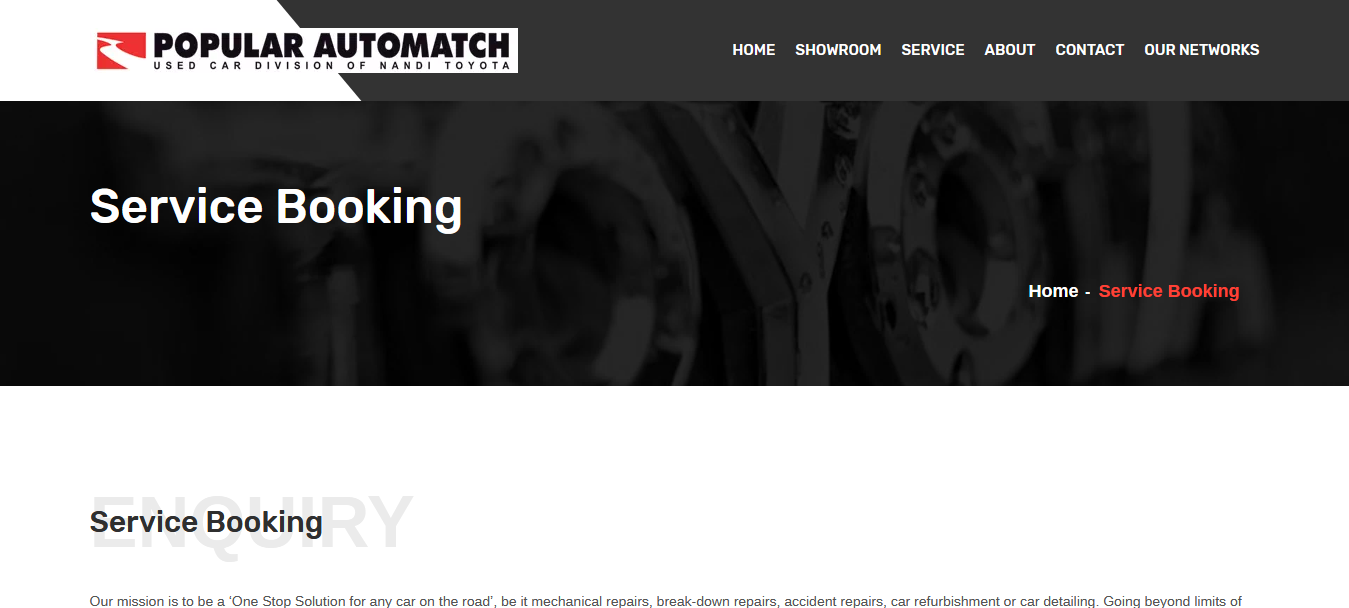 POPULAR AUTOMATCH
USED CAR DIVISION OF NANDI TOYOTA
HOME SHOWROOM SERVICE ABOUT CONTACT OUR NETWORKS
Service Booking
Home - Service Booking
ENQUIRY
Service Booking
Our mission is to be a ‘One Stop Solution for any car on the road’, be it mechanical repairs, break-down repairs, accident repairs, car refurbishment or car detailing. Going beyond limits of